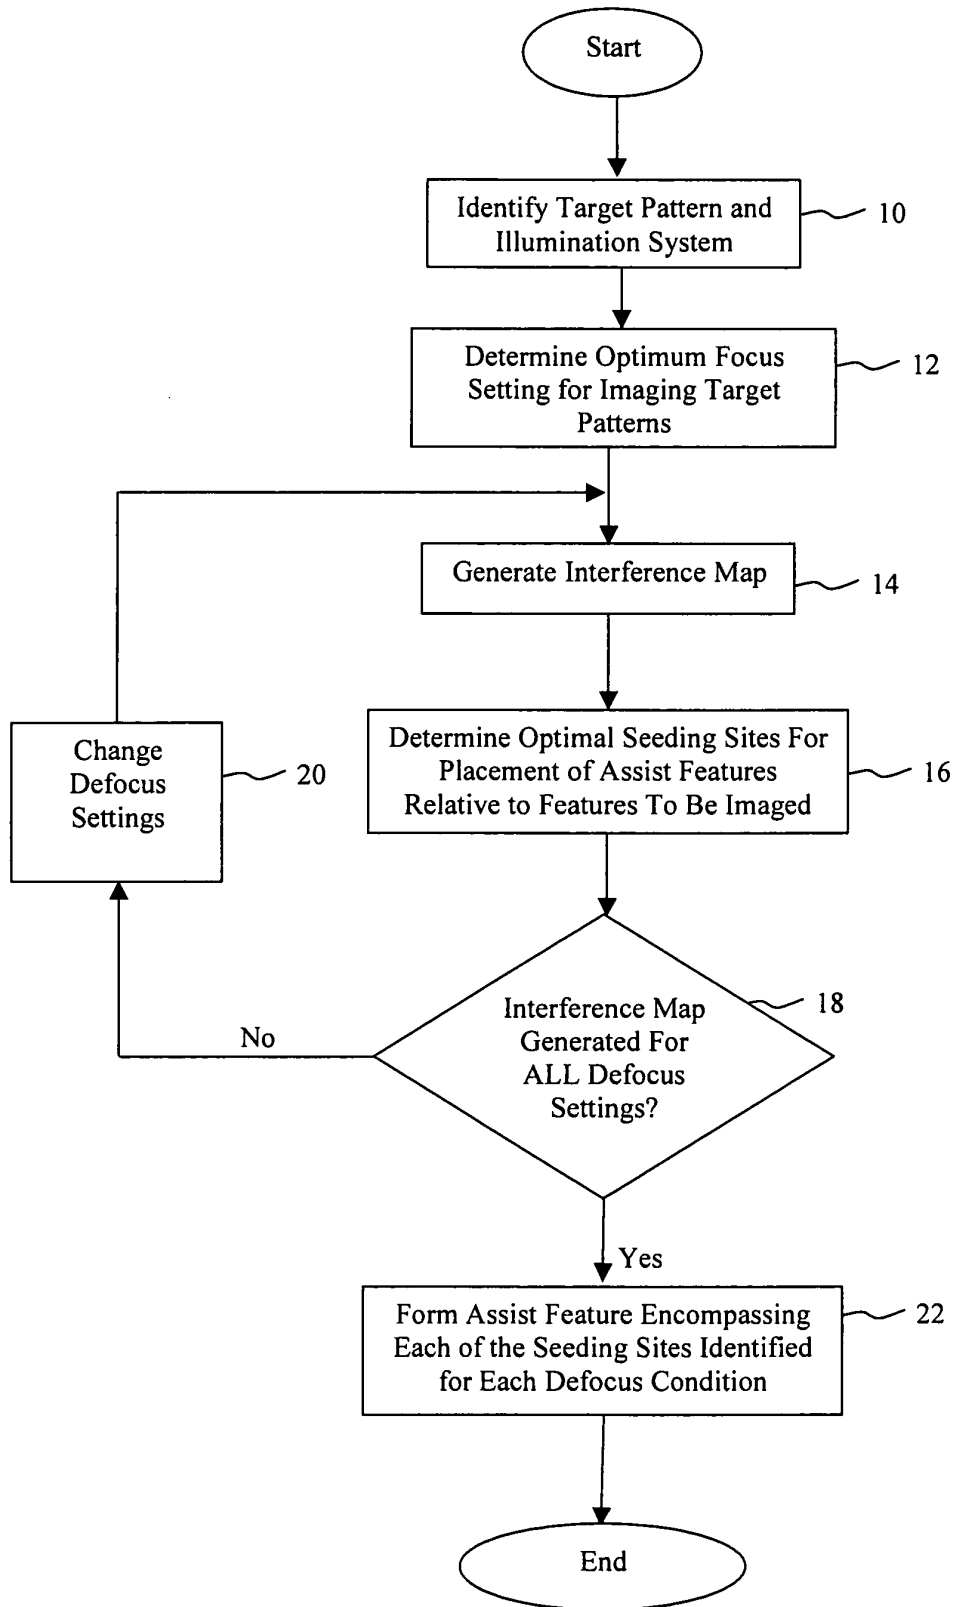 Start
Identify Target Pattern and
Illumination System
10
Determine Optimum Focus
Setting for Imaging Target
Patterns
12
Generate Interference Map
14
Determine Optimal Seeding Sites For
Placement of Assist Features
Relative to Features To Be Imaged
16
Change
Defocus
Settings
20
Interference Map
Generated For
ALL Defocus
Settings?
18
No
Yes
Form Assist Feature Encompassing
Each of the Seeding Sites Identified
for Each Defocus Condition
22
End